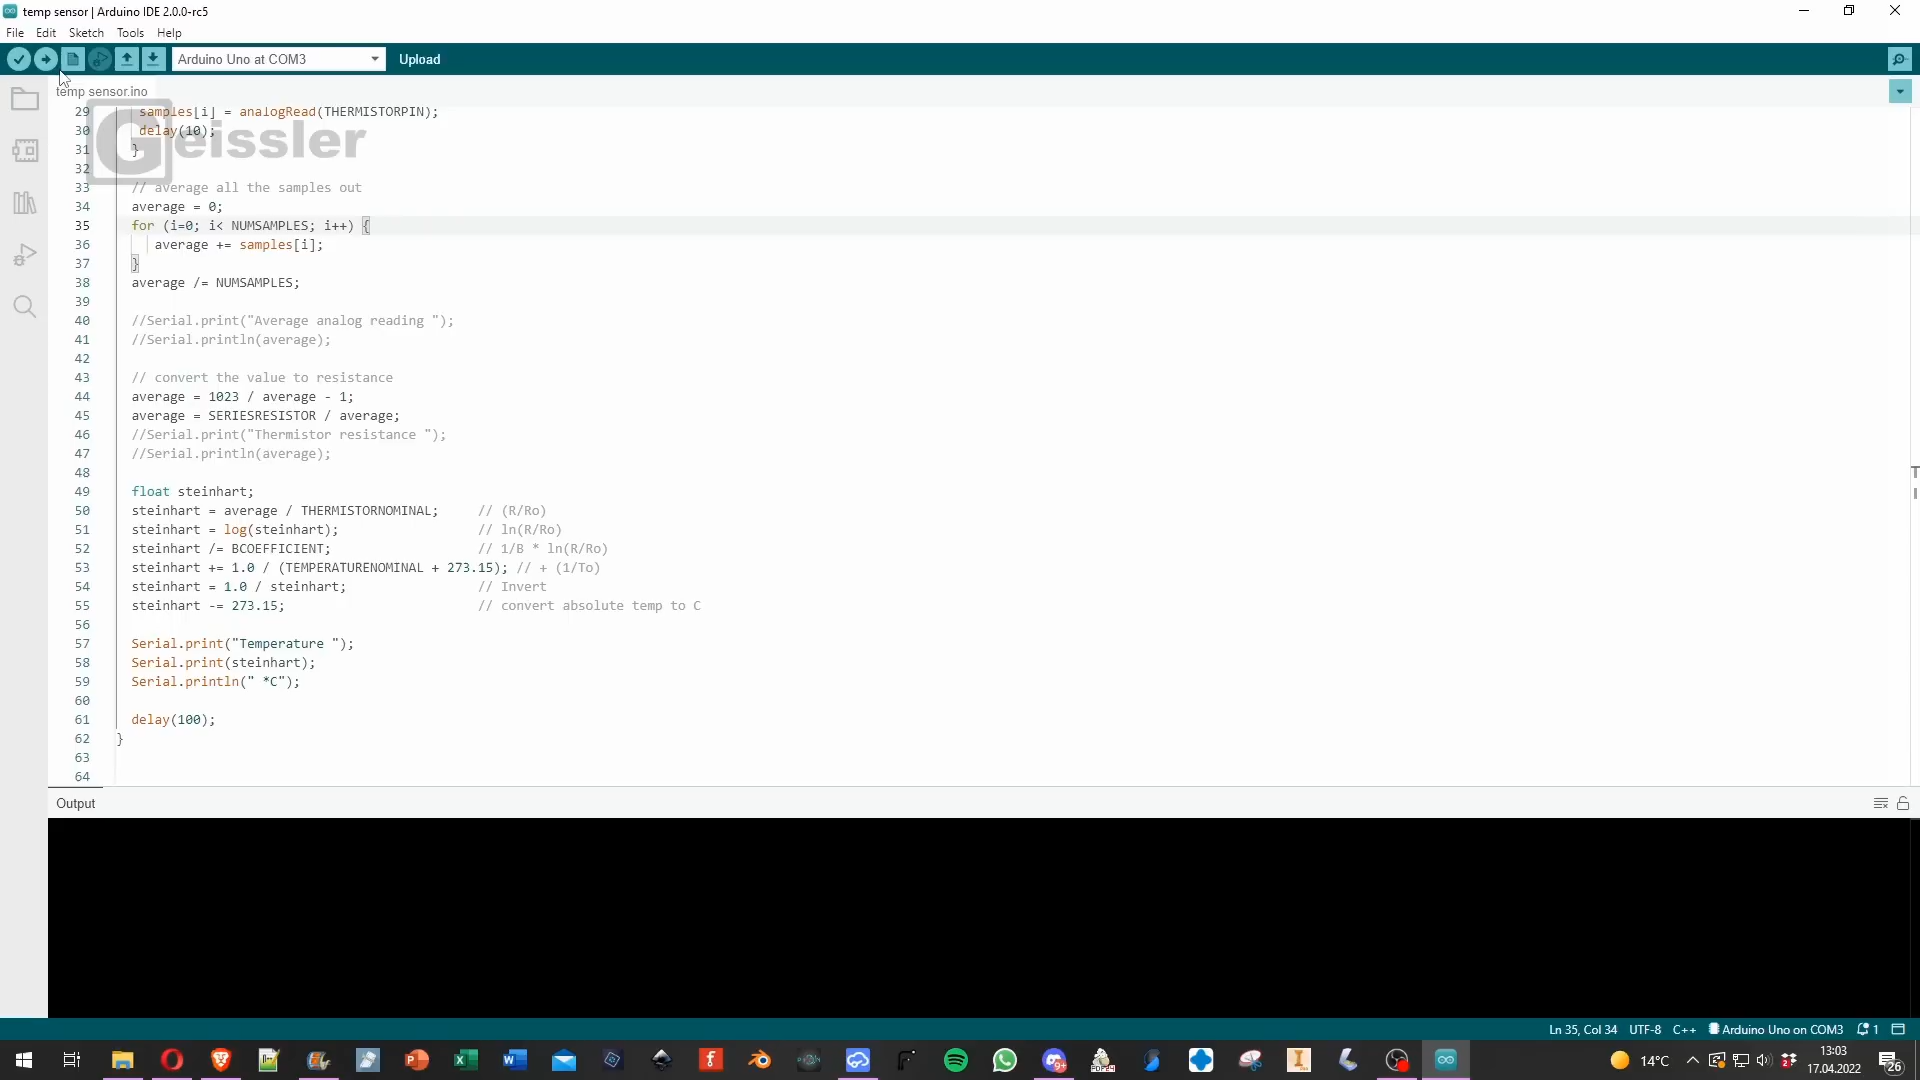 temp sensor | Arduino IDE 2.0.0-rc5
File Edit Sketch Tools Help
Arduino Uno at COM3
Upload
temp sensor.ino
Geissler
29 samples[i] = analogRead(THERMISTORPIN);
30 delay(10);
31 }
32
33 // average all the samples out
34 average = 0;
35 for (i=0; i< NUMSAMPLES; i++) {
36 average += samples[i];
37 }
38 average /= NUMSAMPLES;
39
40 //Serial.print("Average analog reading ");
41 //Serial.println(average);
42
43 // convert the value to resistance
44 average = 1023 / average - 1;
45 average = SERIESRESISTOR / average;
46 //Serial.print("Thermistor resistance ");
47 //Serial.println(average);
48
49 float steinhart;
50 steinhart = average / THERMISTORNOMINAL; // (R/Ro)
51 steinhart = log(steinhart); // ln(R/Ro)
52 steinhart /= BCOEFFICIENT; // 1/B * ln(R/Ro)
53 steinhart += 1.0 / (TEMPERATURENOMINAL + 273.15); // + (1/To)
54 steinhart = 1.0 / steinhart; // Invert
55 steinhart -= 273.15; // convert absolute temp to C
56
57 Serial.print("Temperature ");
58 Serial.print(steinhart);
59 Serial.println(" *C");
60
61 delay(100);
62 }
63
64
Output
Ln 35, Col 34 UTF-8 C++ Arduino Uno on COM3 1
14°C
13:03
17.04.2022
26